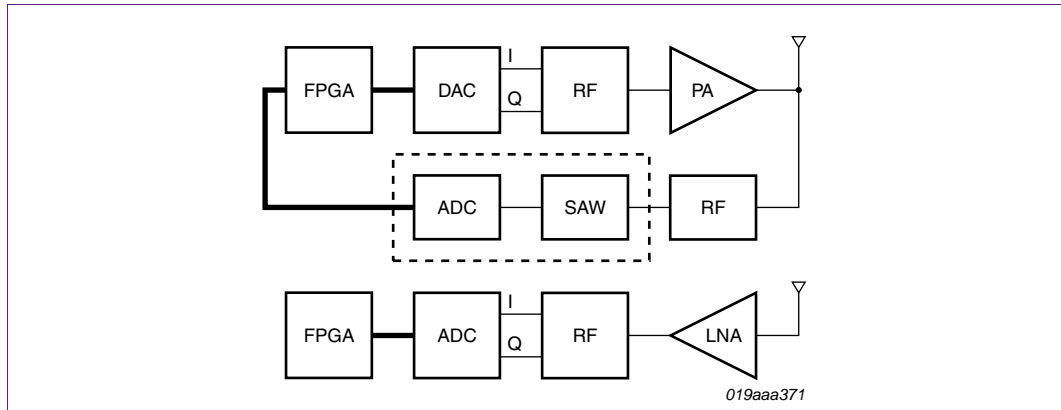 I
FPGA DAC RF PA
Q
ADC SAW RF
I
FPGA ADC RF LNA
Q
019aaa371